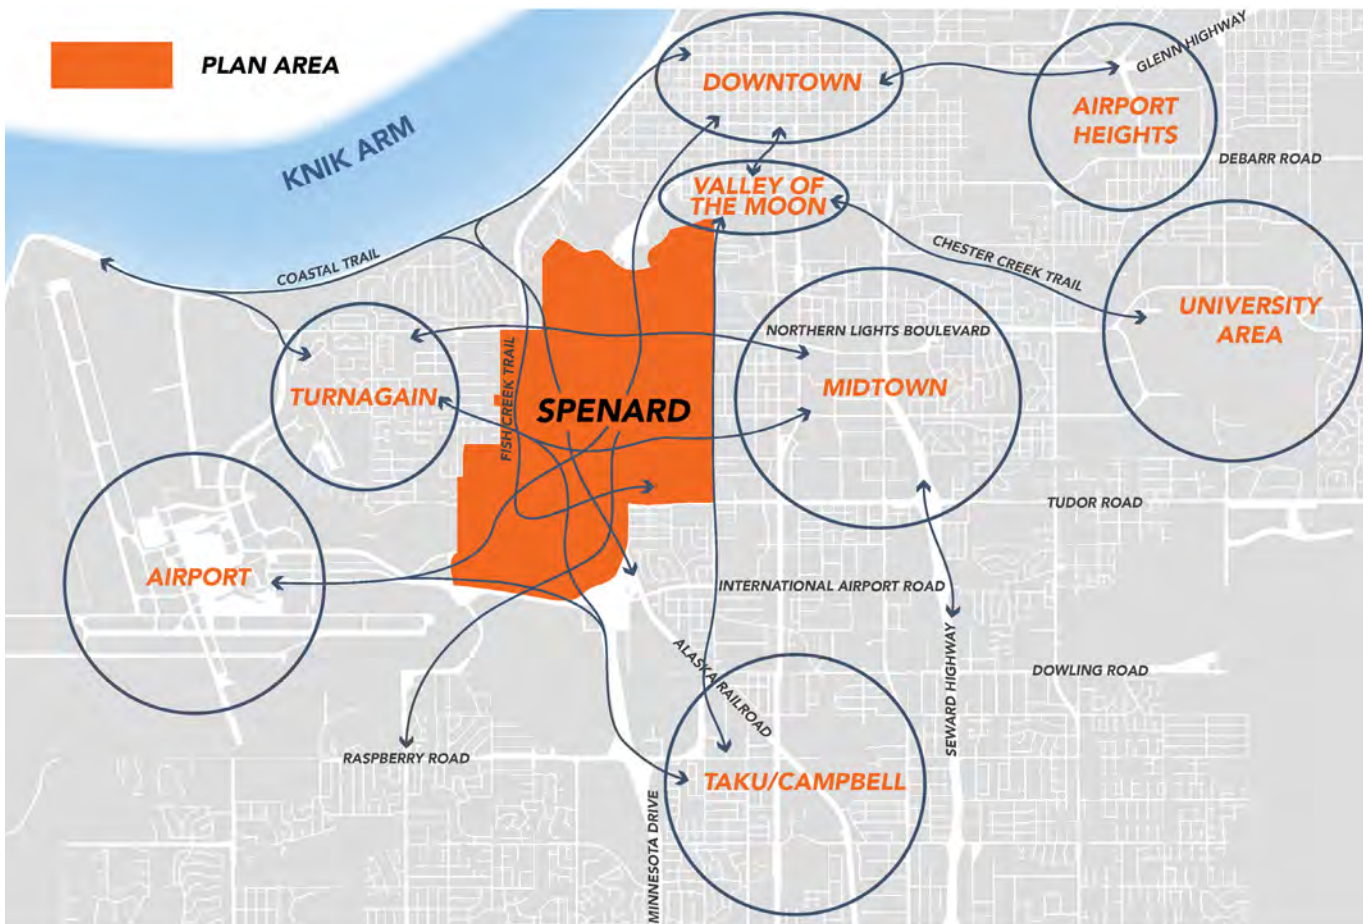 PLAN AREA
KNIK ARM
DOWNTOWN
GLENN HIGHWAY
AIRPORT
HEIGHTS
DEBARR ROAD
VALLEY OF
THE MOON
CHESTER CREEK TRAIL
COASTAL TRAIL
UNIVERSITY
AREA
NORTHERN LIGHTS BOULEVARD
TURNAGAIN
FISH CREEK TRAIL
SPENARD
MIDTOWN
TUDOR ROAD
AIRPORT
INTERNATIONAL AIRPORT ROAD
ALASKA RAILROAD
SEWARD HIGHWAY
DOWLING ROAD
RASPBERRY ROAD
TAKU/CAMPBELL
MINNESOTA DRIVE